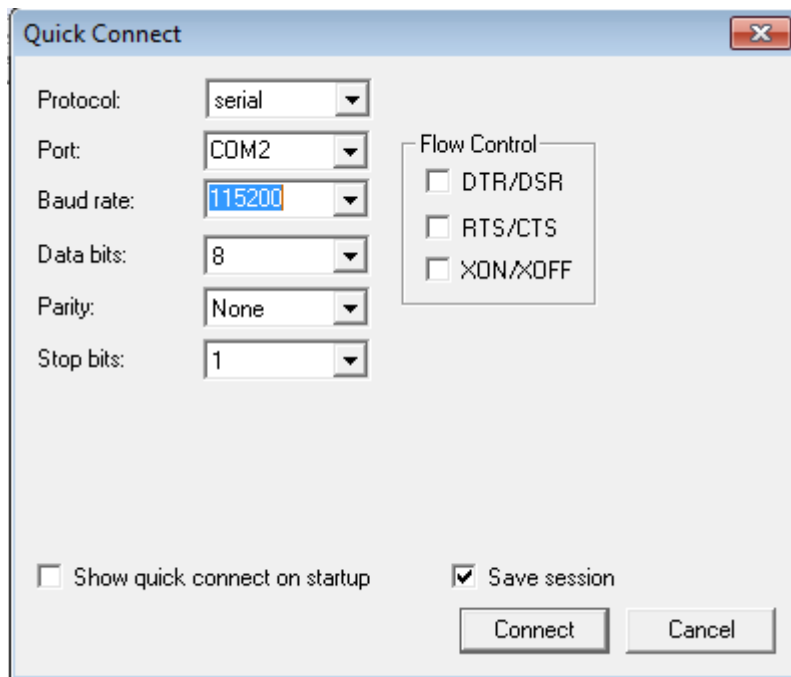 Quick Connect
Protocol: serial
Port: COM2
Baud rate: 115200
Data bits: 8
Parity: None
Stop bits: 1
Flow Control
DTR/DSR
RTS/CTS
XON/XOFF
Show quick connect on startup
Save session
Connect
Cancel